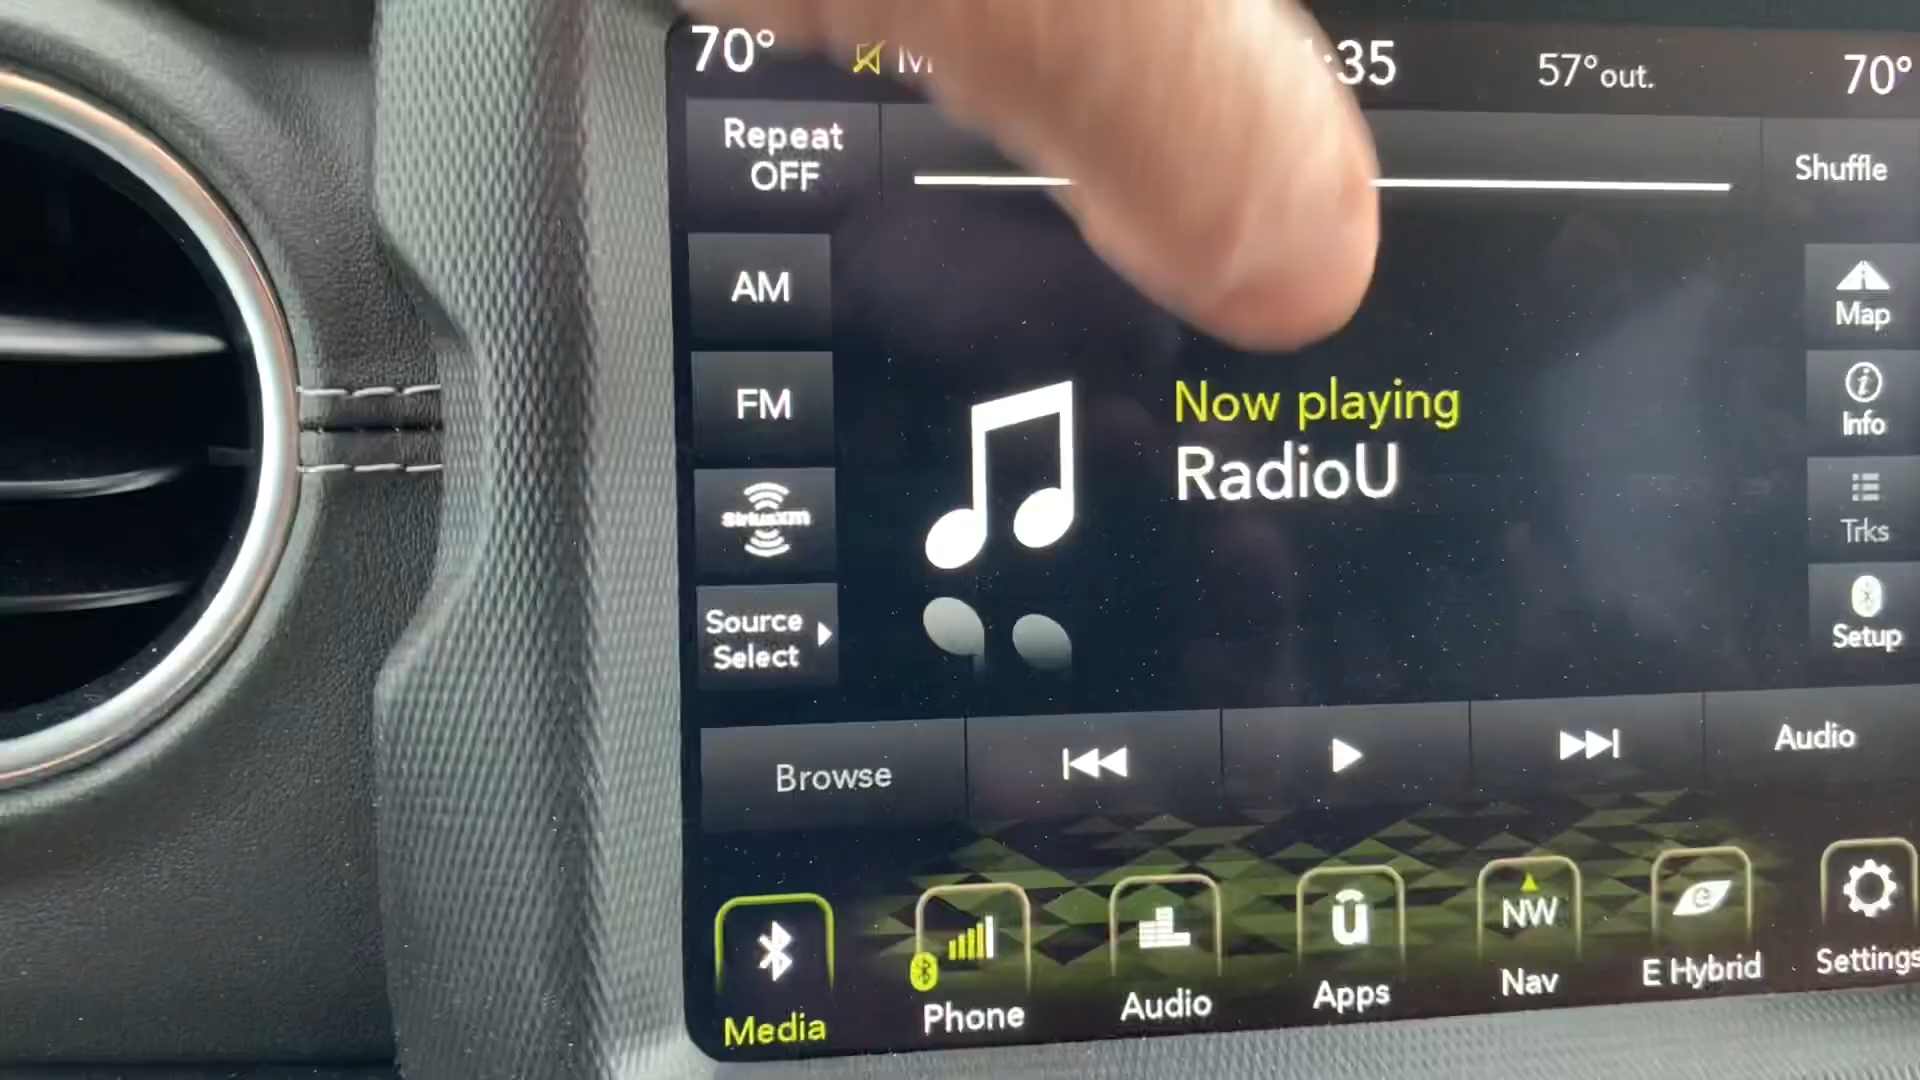 70°
:35
57°out.
70°
Repeat
OFF
Shuffle
AM
FM
SiriusXM
Source
Select
Now playing
RadioU
Map
Info
Trks
Setup
Browse
Audio
NW
Media
Phone
Audio
Apps
Nav
E Hybrid
Settings